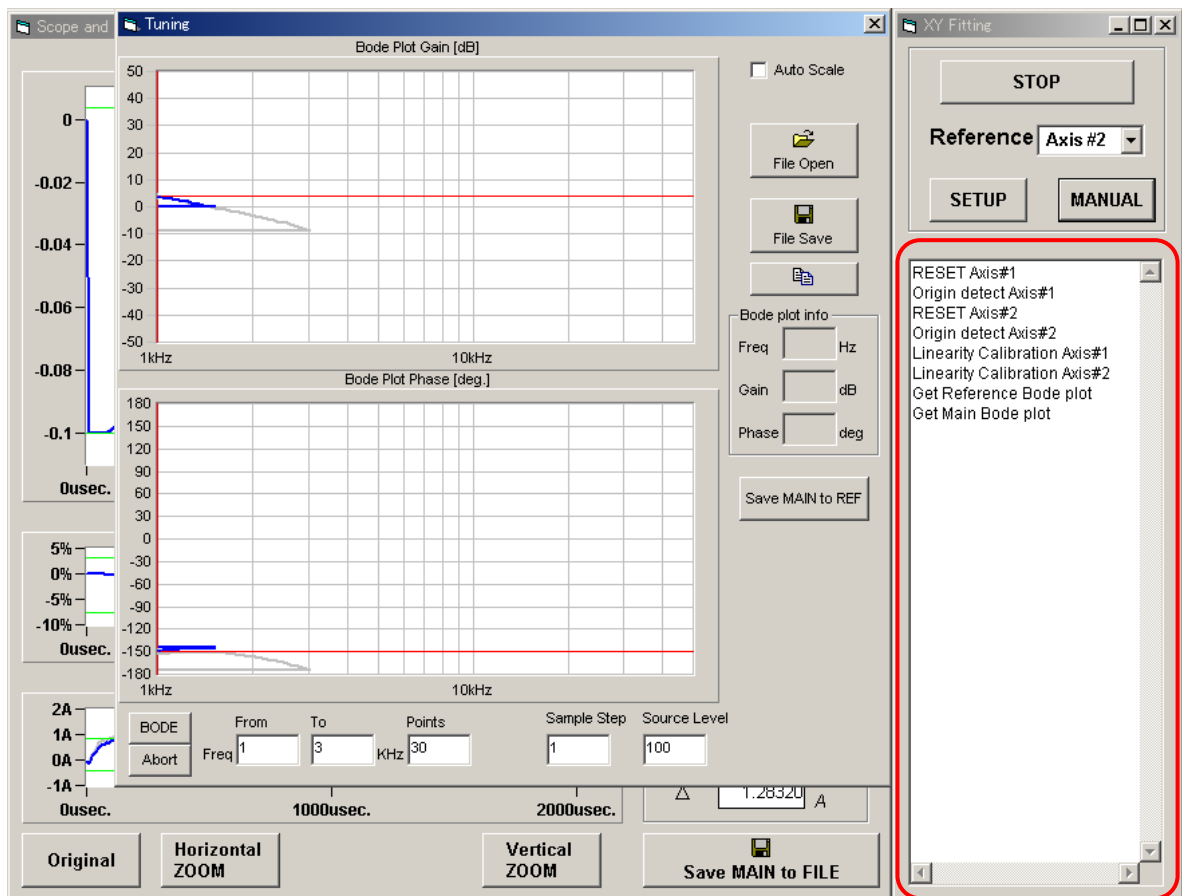 Scope and
0
-0.02
-0.04
-0.06
-0.08
-0.1
0usec.
5%
0%
-5%
-10%
0usec.
2A
1A
0A
-1A
0usec.
1000usec.
2000usec.
Original
Horizontal
ZOOM
Vertical
ZOOM
Save MAIN to FILE
1.28320
A
Tuning
Bode Plot Gain [dB]
50
40
30
20
10
0
-10
-20
-30
-40
-50
1kHz
10kHz
Bode Plot Phase [deg.]
180
150
120
90
60
30
0
-30
-60
-90
-120
-150
-180
1kHz
10kHz
Auto Scale
File Open
File Save
Bode plot info
Freq
Hz
Gain
dB
Phase
deg
Save MAIN to REF
BODE
Abort
From
To
Points
Sample Step
Source Level
Freq
1
3
KHz
30
1
100
XY Fitting
STOP
Reference
Axis #2
SETUP
MANUAL
RESET Axis#1
Origin detect Axis#1
RESET Axis#2
Origin detect Axis#2
Linearity Calibration Axis#1
Linearity Calibration Axis#2
Get Reference Bode plot
Get Main Bode plot